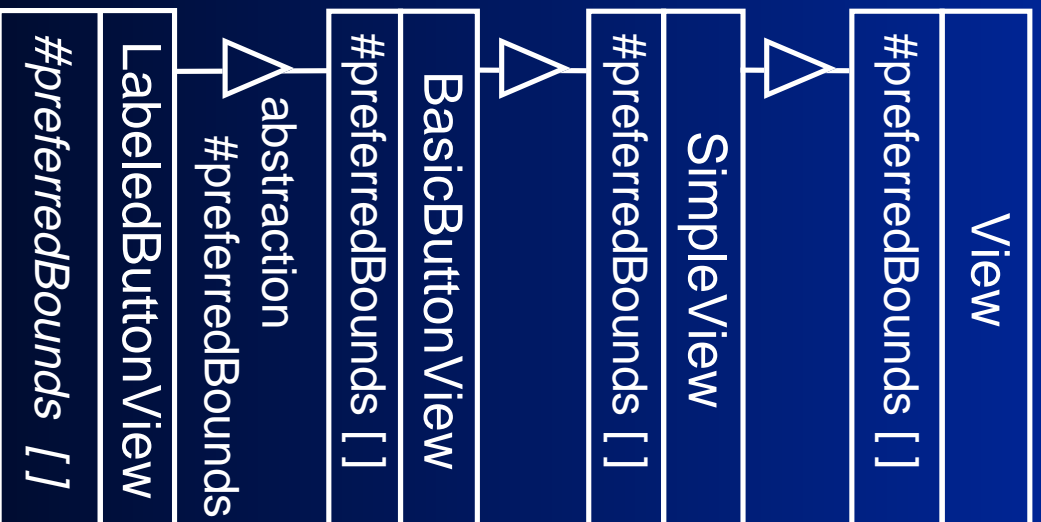 View
#preferredBounds [ ]
SimpleView
#preferredBounds [ ]
BasicButtonView
#preferredBounds [ ]
abstraction
#preferredBounds
LabeledButtonView
#preferredBounds [ ]